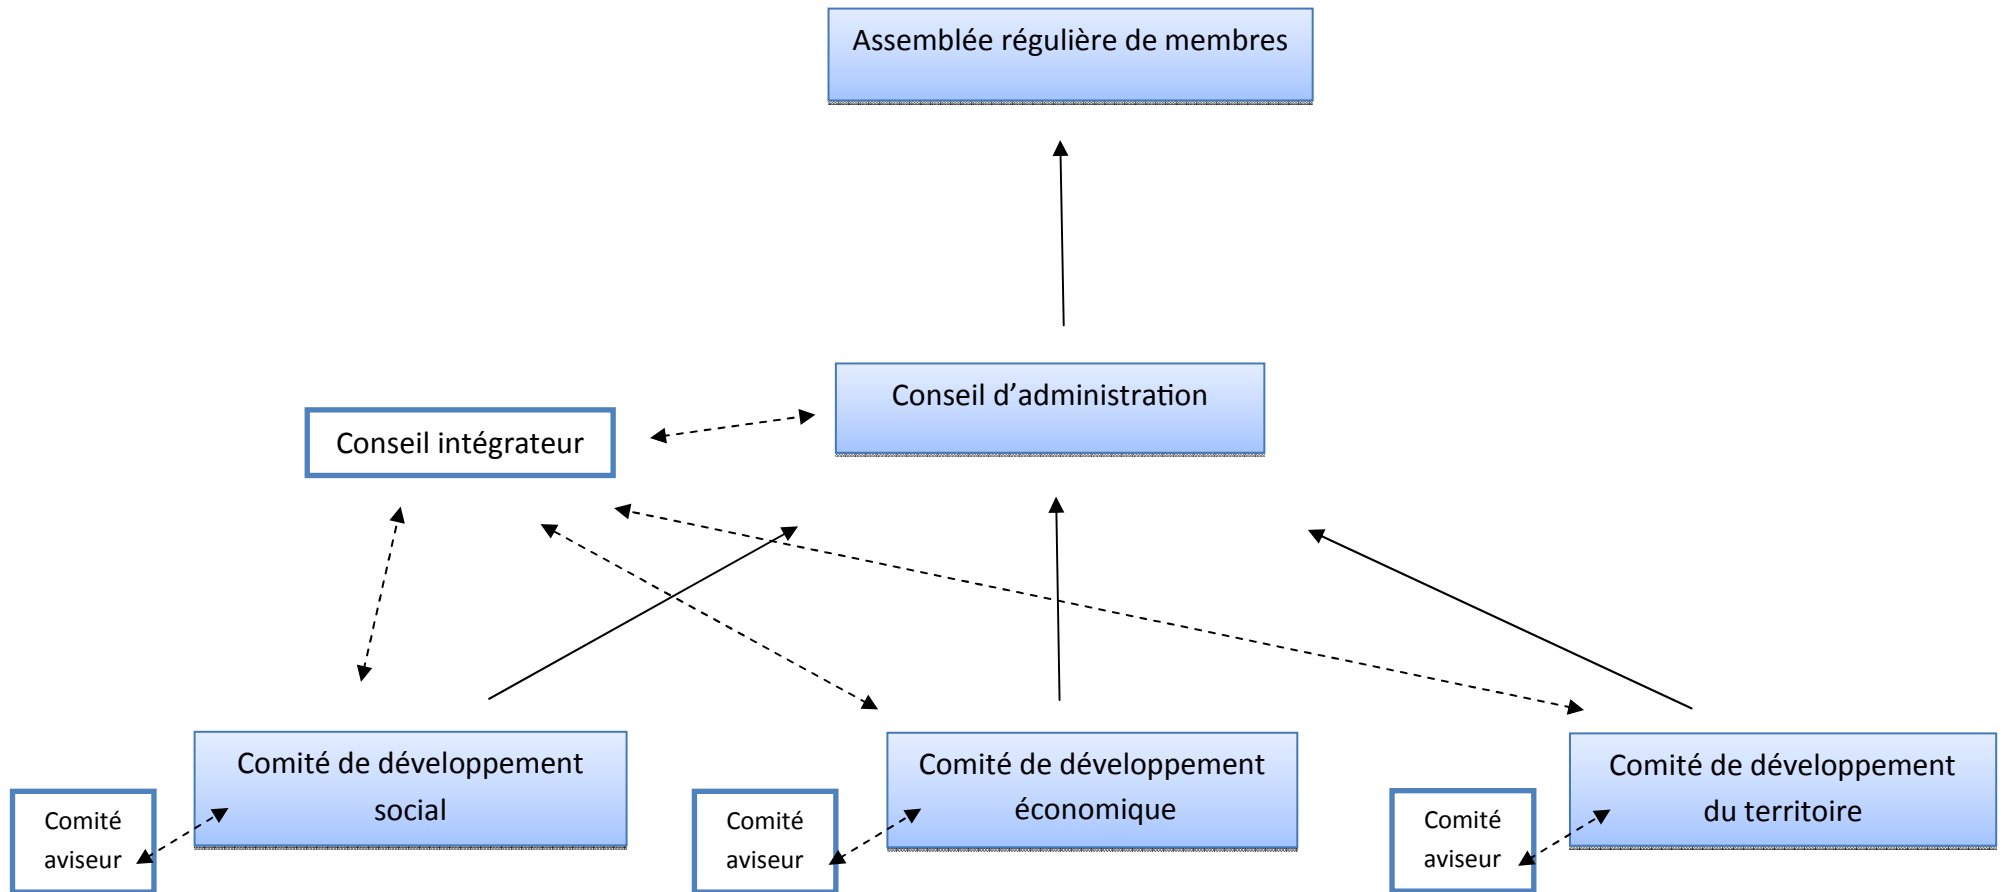 Assemblée régulière de membres
Conseil d’administration
Conseil intégrateur
Comité de développement
social
Comité
aviseur
Comité de développement
économique
Comité
aviseur
Comité de développement
du territoire
Comité
aviseur